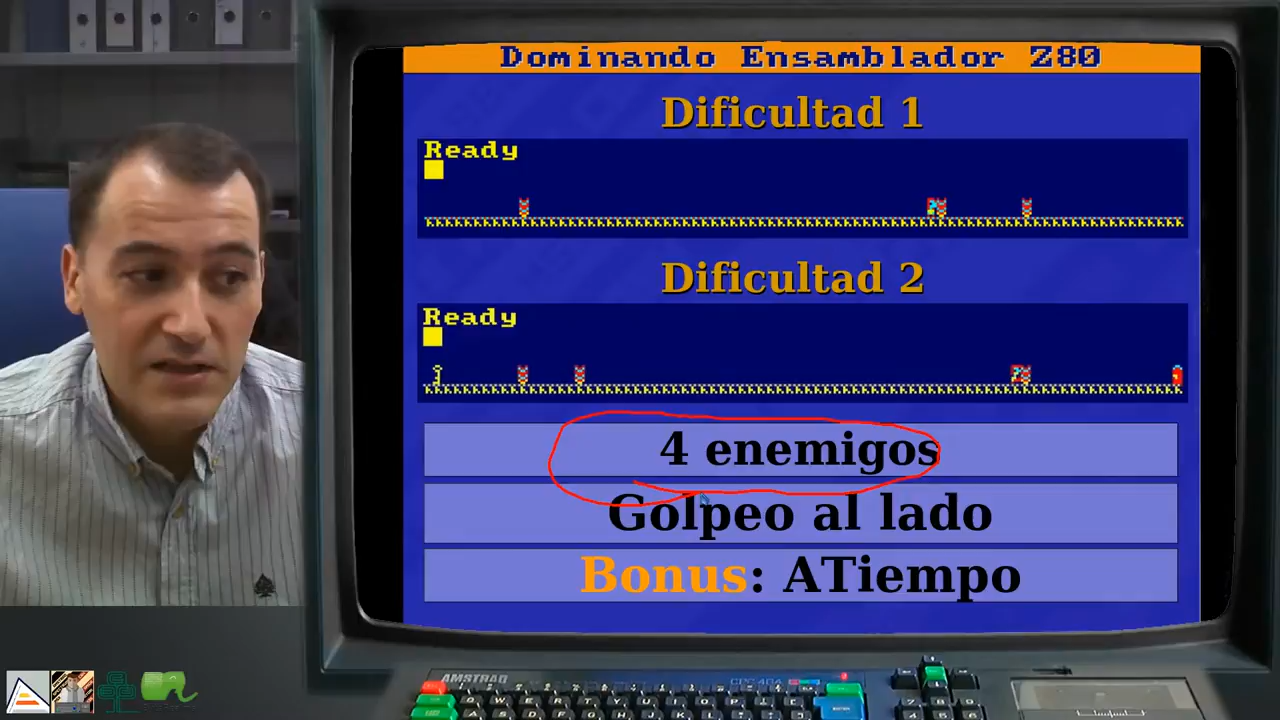 Dominando Ensamblador Z80
Dificultad 1
Ready
Dificultad 2
Ready
4 enemigos
Golpeo al lado
Bonus: ATiempo
AMSTRAD